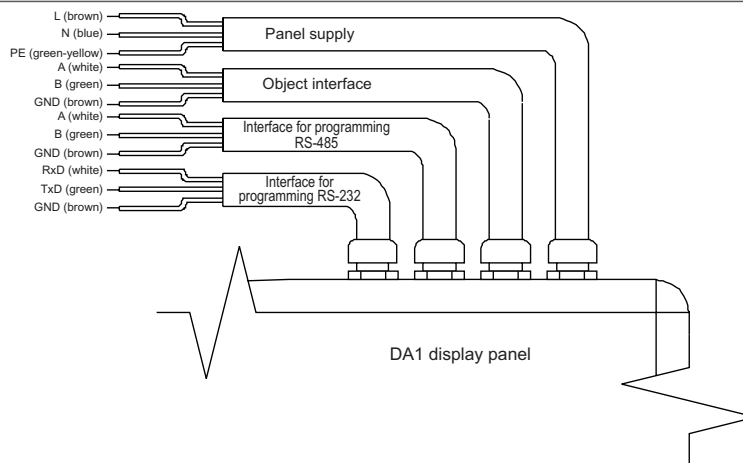 L (brown)
N (blue)
PE (green-yellow)
Panel supply
A (white)
B (green)
GND (brown)
Object interface
A (white)
B (green)
GND (brown)
Interface for programming
RS-485
RxD (white)
TxD (green)
GND (brown)
Interface for
programming RS-232
DA1 display panel